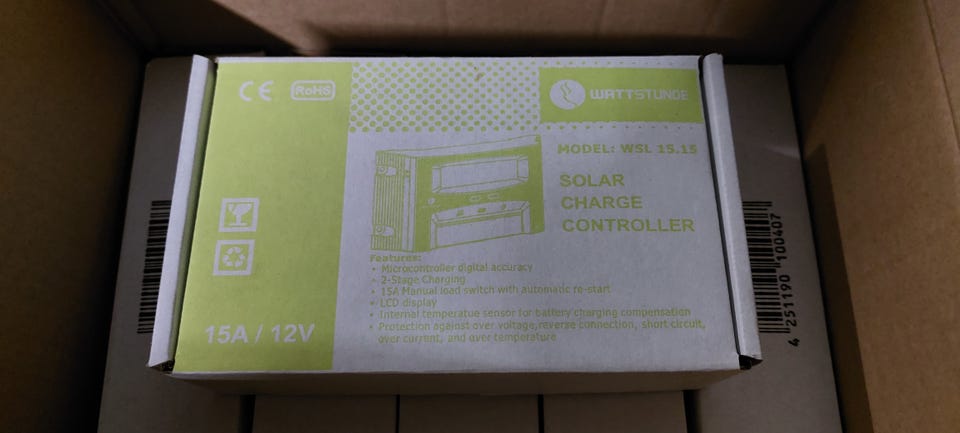 CE RoHS
WATTSTUNDE
MODEL: WSL 15.15
SOLAR
CHARGE
CONTROLLER
Features:
• Microcontroller digital accuracy
• 2-Stage Charging
• 15A Manual load switch with automatic re-start
• LCD display
• Internal temperatue sensor for battery charging compensation
• Protection against over voltage,reverse connection, short circuit,
over current, and over temperature
15A / 12V
4 251190 100407